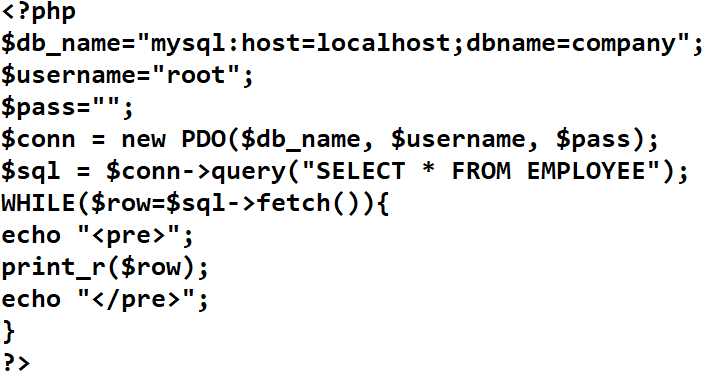 <?php
$db_name="mysql:host=localhost;dbname=company";
$username="root";
$pass="";
$conn = new PDO($db_name, $username, $pass);
$sql = $conn->query("SELECT * FROM EMPLOYEE");
WHILE($row=$sql->fetch()){
echo "<pre>";
print_r($row);
echo "</pre>";
}
?>